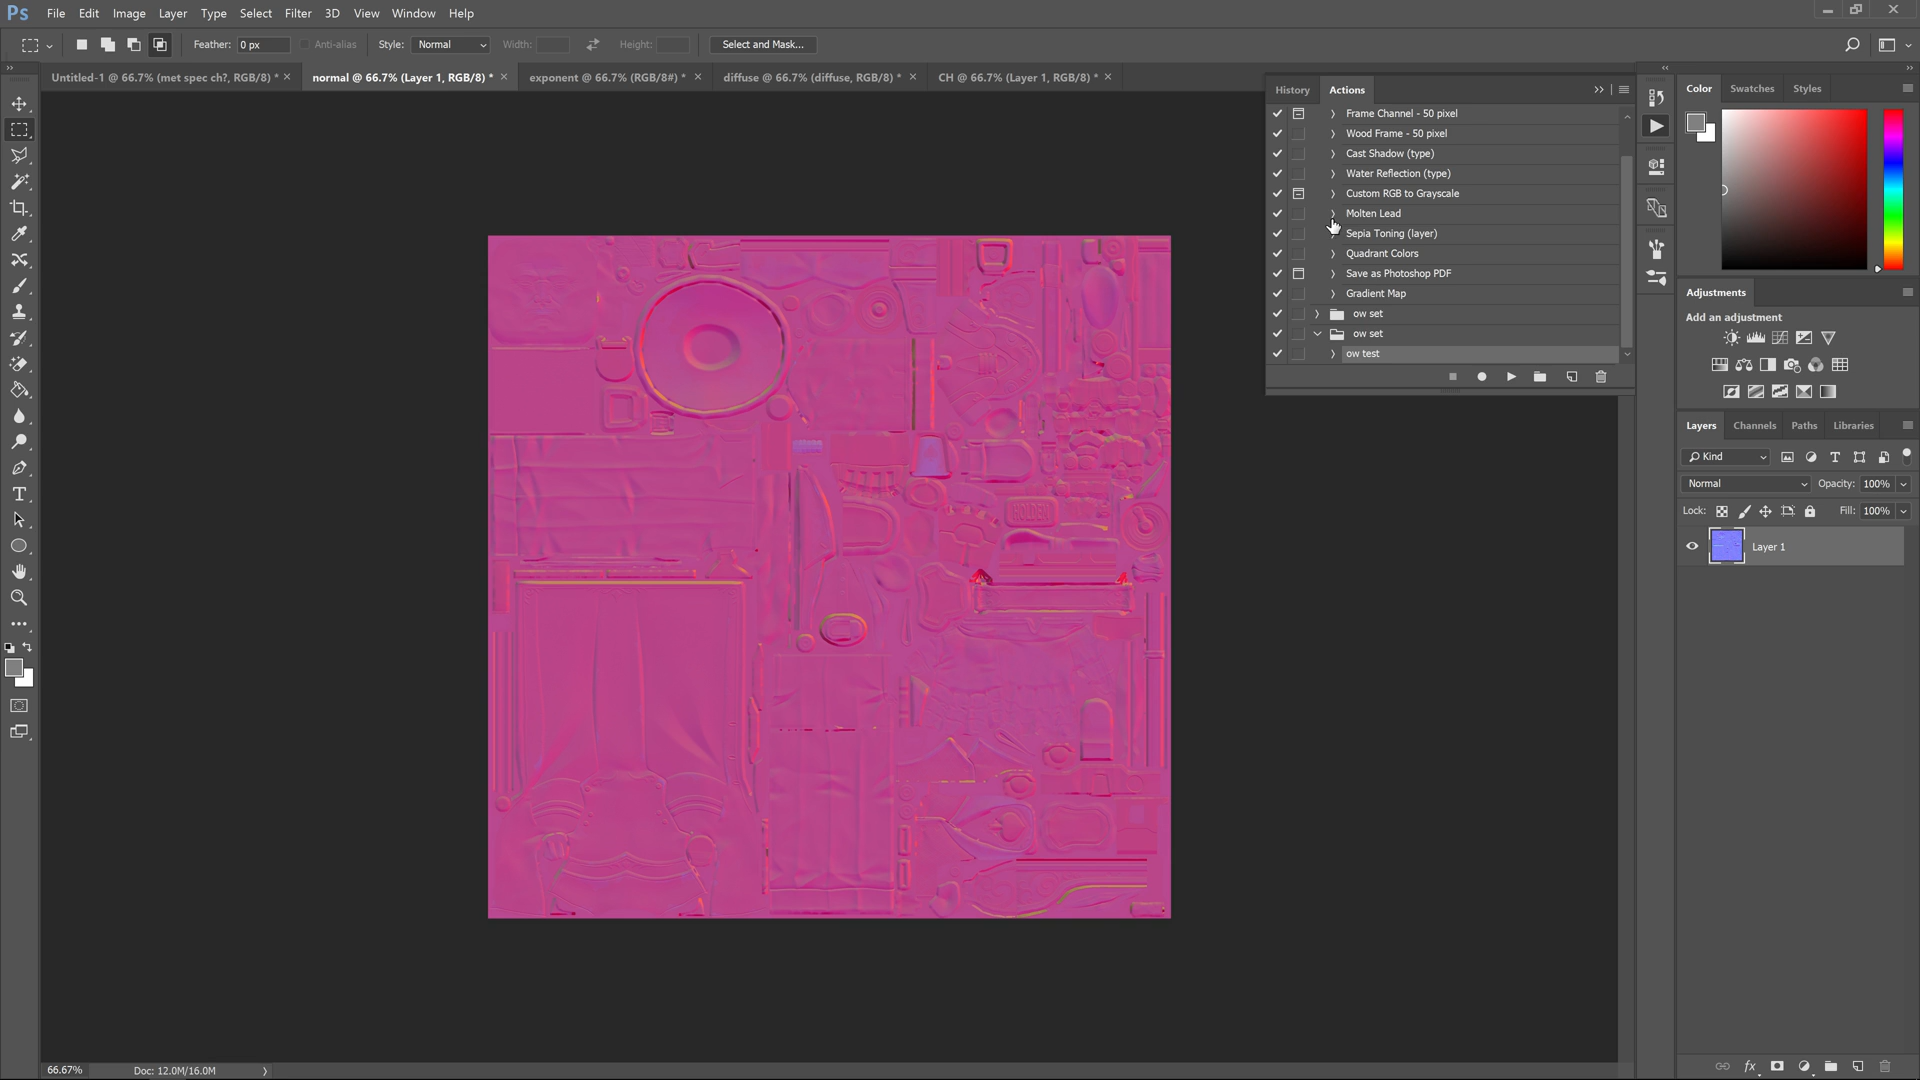 Ps File Edit Image Layer Type Select Filter 3D View Window Help
Feather: 0 px Anti-alias Style: Normal Width: Height: Select and Mask...
Untitled-1 @ 66.7% (met spec ch?, RGB/8) * × normal @ 66.7% (Layer 1, RGB/8) * × exponent @ 66.7% (RGB/8#) * × diffuse @ 66.7% (diffuse, RGB/8) * × CH @ 66.7% (Layer 1, RGB/8) * ×
History Actions
Frame Channel - 50 pixel
Wood Frame - 50 pixel
Cast Shadow (type)
Water Reflection (type)
Custom RGB to Grayscale
Molten Lead
Sepia Toning (layer)
Quadrant Colors
Save as Photoshop PDF
Gradient Map
ow set
ow set
ow test
Color Swatches Styles
Adjustments
Add an adjustment
Layers Channels Paths Libraries
Kind
Normal Opacity: 100%
Lock: Fill: 100%
Layer 1
HOLDEN
66.67% Doc: 12.0M/16.0M